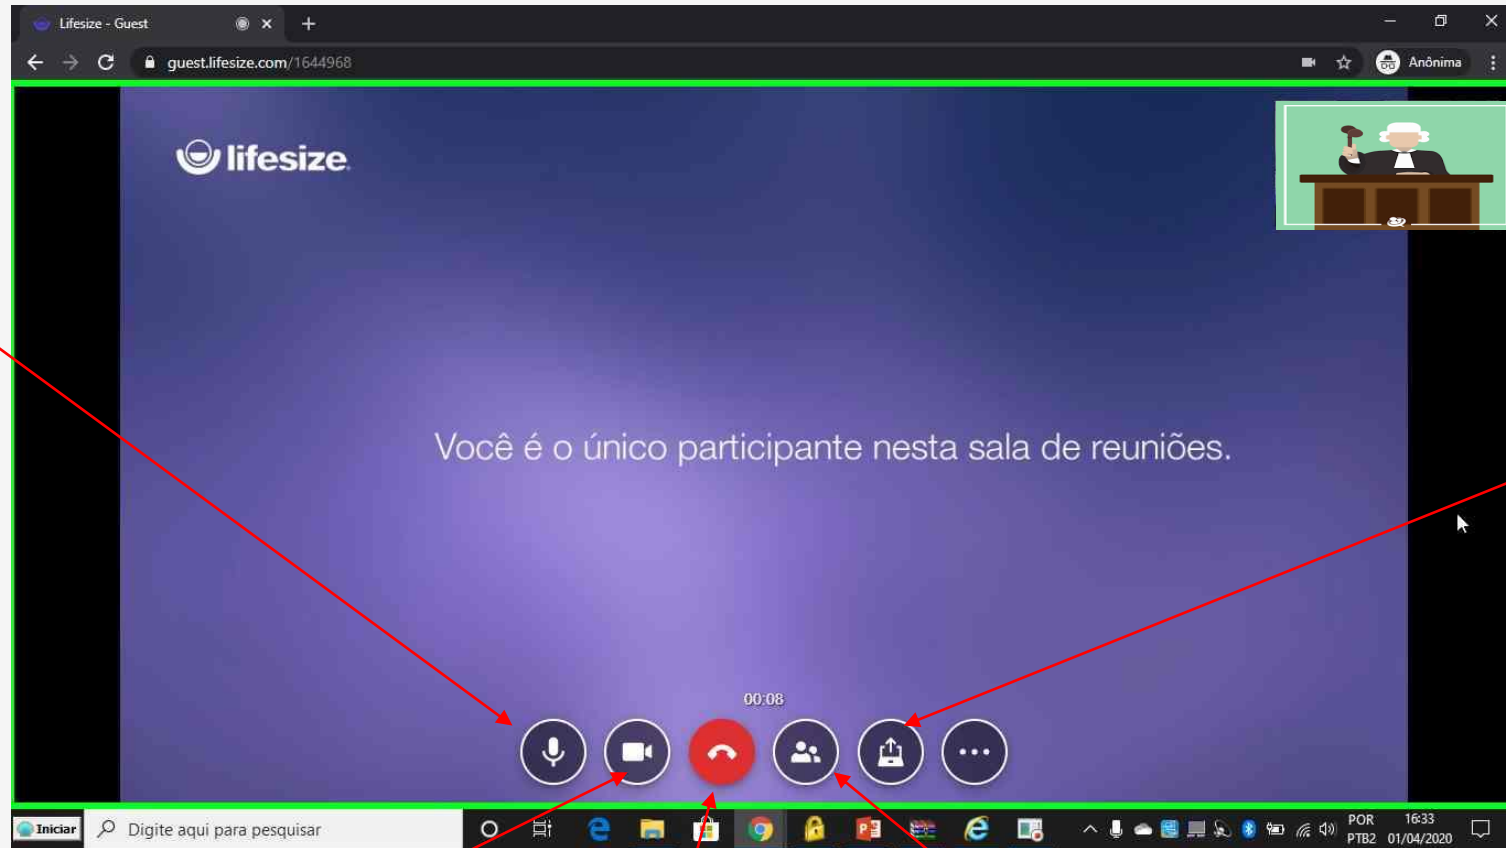 Lifesize - Guest
guest.lifesize.com/1644968
Anônima
lifesize
Você é o único participante nesta sala de reuniões.
00:08
Iniciar
Digite aqui para pesquisar
POR
16:33
PTB2
01/04/2020